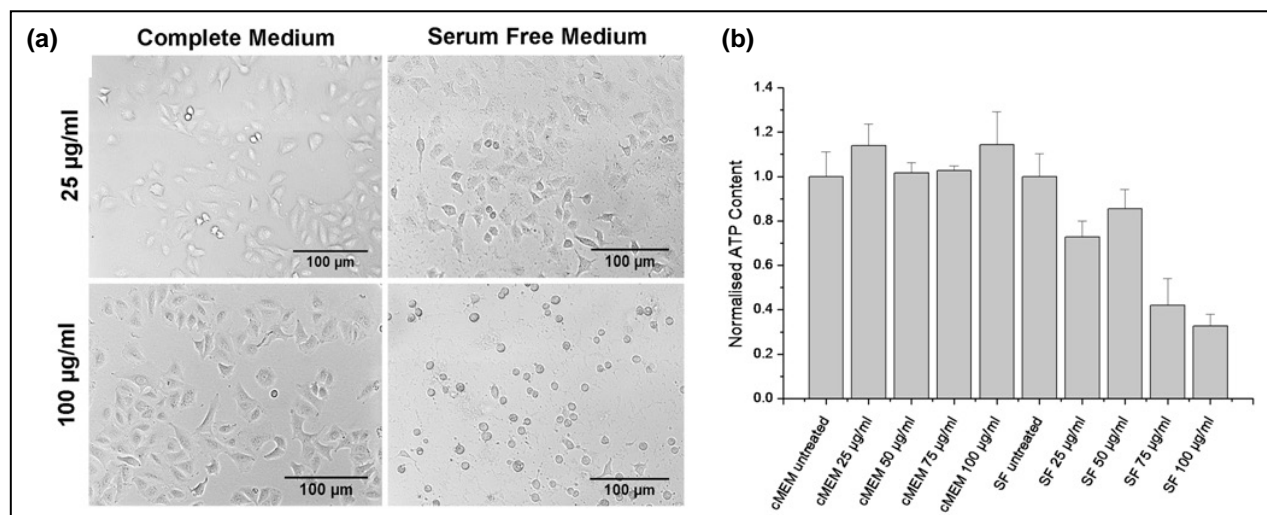 (a)
Complete Medium
Serum Free Medium
25 µg/ml
100 µm
100 µm
100 µg/ml
100 µm
100 µm
(b)
Normalised ATP Content
1.4
1.2
1.0
0.8
0.6
0.4
0.2
0.0
cMEM untreated
cMEM 25 µg/ml
cMEM 50 µg/ml
cMEM 75 µg/ml
cMEM 100 µg/ml
SF untreated
SF 25 µg/ml
SF 50 µg/ml
SF 75 µg/ml
SF 100 µg/ml